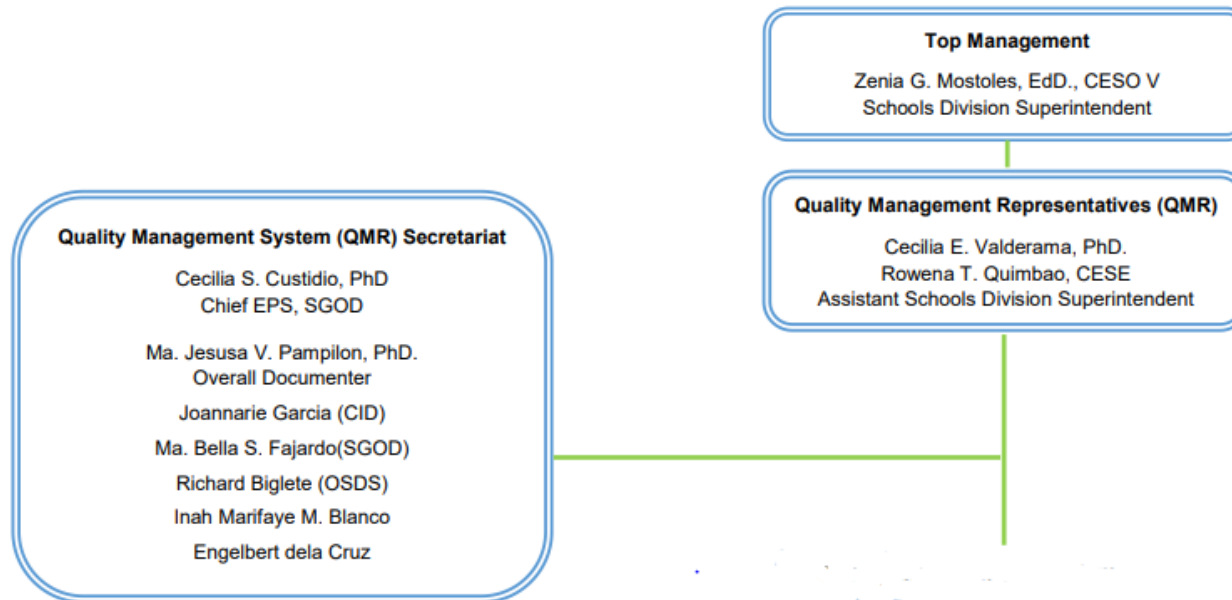 Top Management
Zenia G. Mostoles, EdD., CESO V
Schools Division Superintendent
Quality Management Representatives (QMR)
Cecilia E. Valderama, PhD.
Rowena T. Quimbao, CESE
Assistant Schools Division Superintendent
Quality Management System (QMR) Secretariat
Cecilia S. Custidio, PhD
Chief EPS, SGOD
Ma. Jesusa V. Pampilon, PhD.
Overall Documenter
Joannarie Garcia (CID)
Ma. Bella S. Fajardo(SGOD)
Richard Biglete (OSDS)
Inah Marifaye M. Blanco
Engelbert dela Cruz